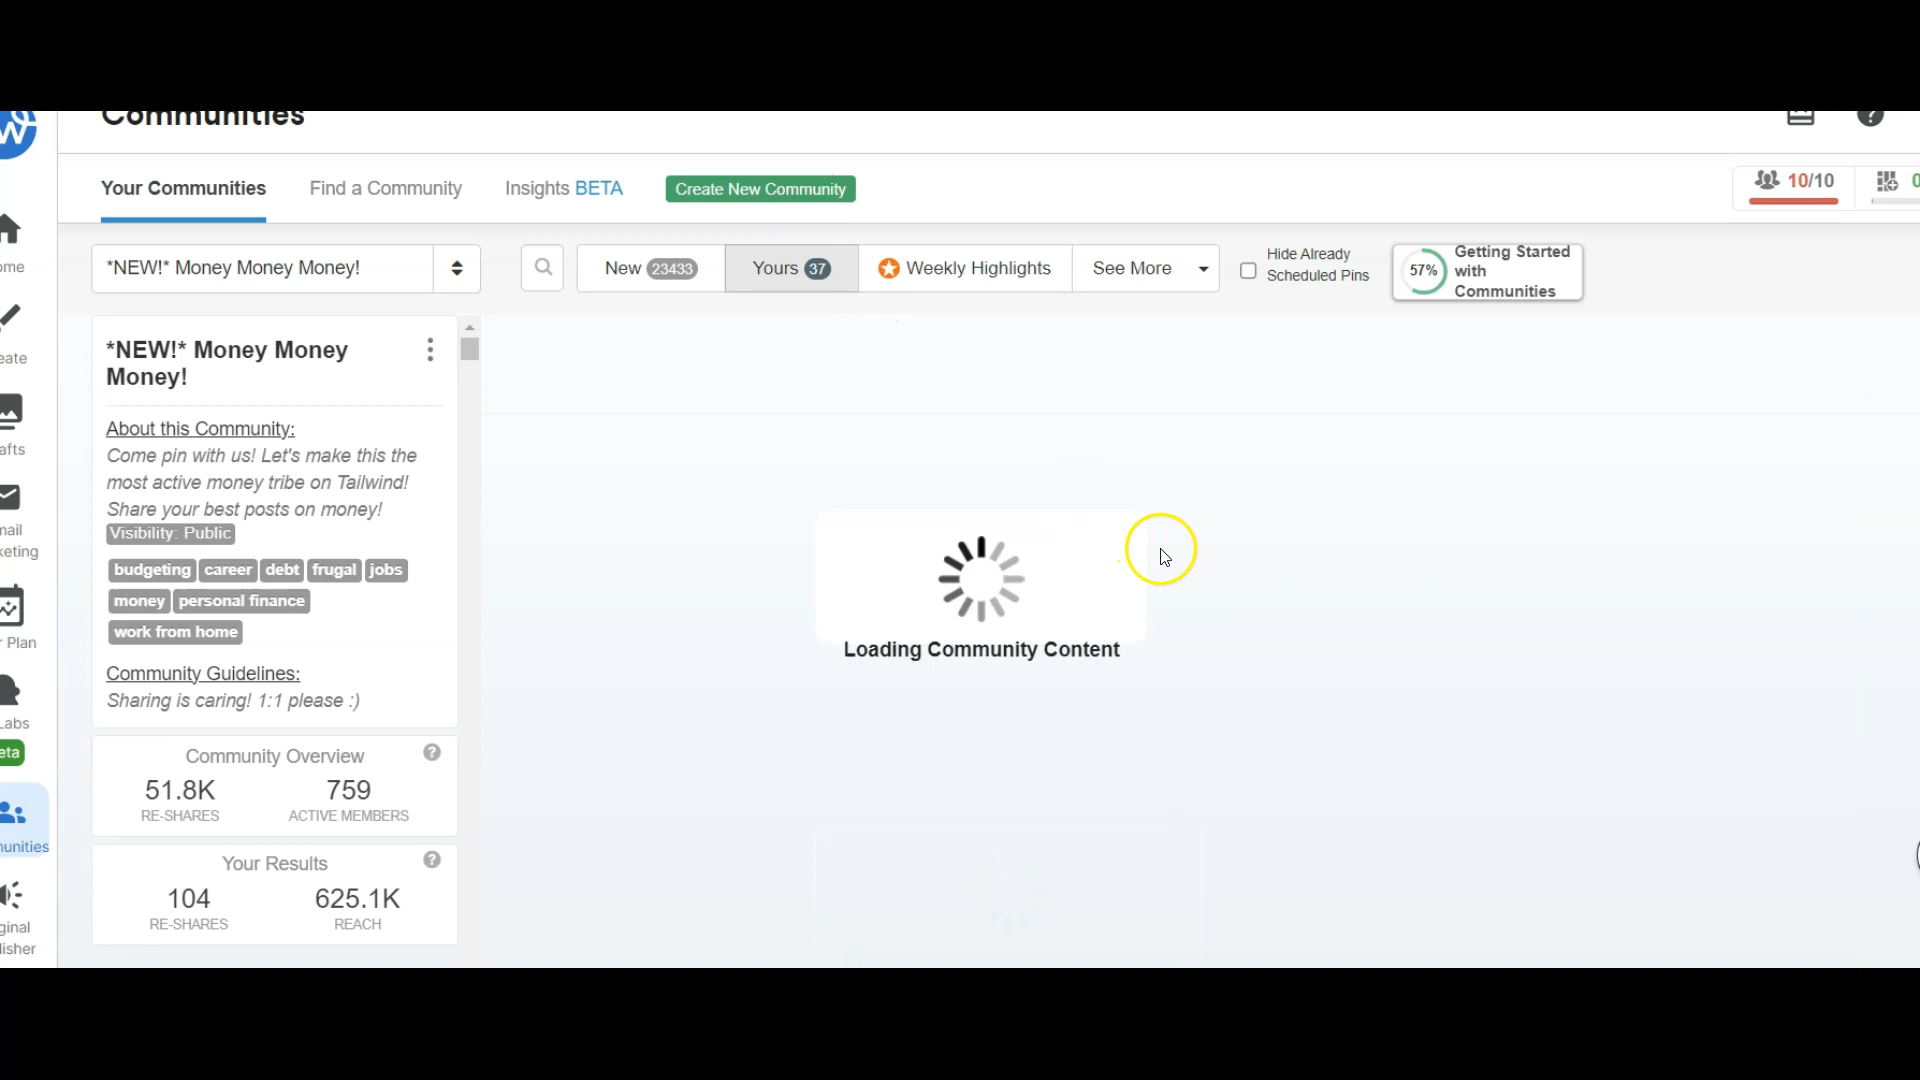 Communities
Your Communities
Find a Community
Insights BETA
Create New Community
10/10
0
*NEW!* Money Money Money!
New 23433
Yours 37
Weekly Highlights
See More
Hide Already
Scheduled Pins
57%
Getting Started
with
Communities
ome
eate
afts
nail
keting
r Plan
Labs
eta
nunities
ginal
lisher
*NEW!* Money Money
Money!
About this Community:
Come pin with us! Let's make this the
most active money tribe on Tailwind!
Share your best posts on money!
Visibility: Public
budgeting career debt frugal jobs
money personal finance
work from home
Community Guidelines:
Sharing is caring! 1:1 please :)
Community Overview
51.8K 759
RE-SHARES ACTIVE MEMBERS
Your Results
104 625.1K
RE-SHARES REACH
Loading Community Content